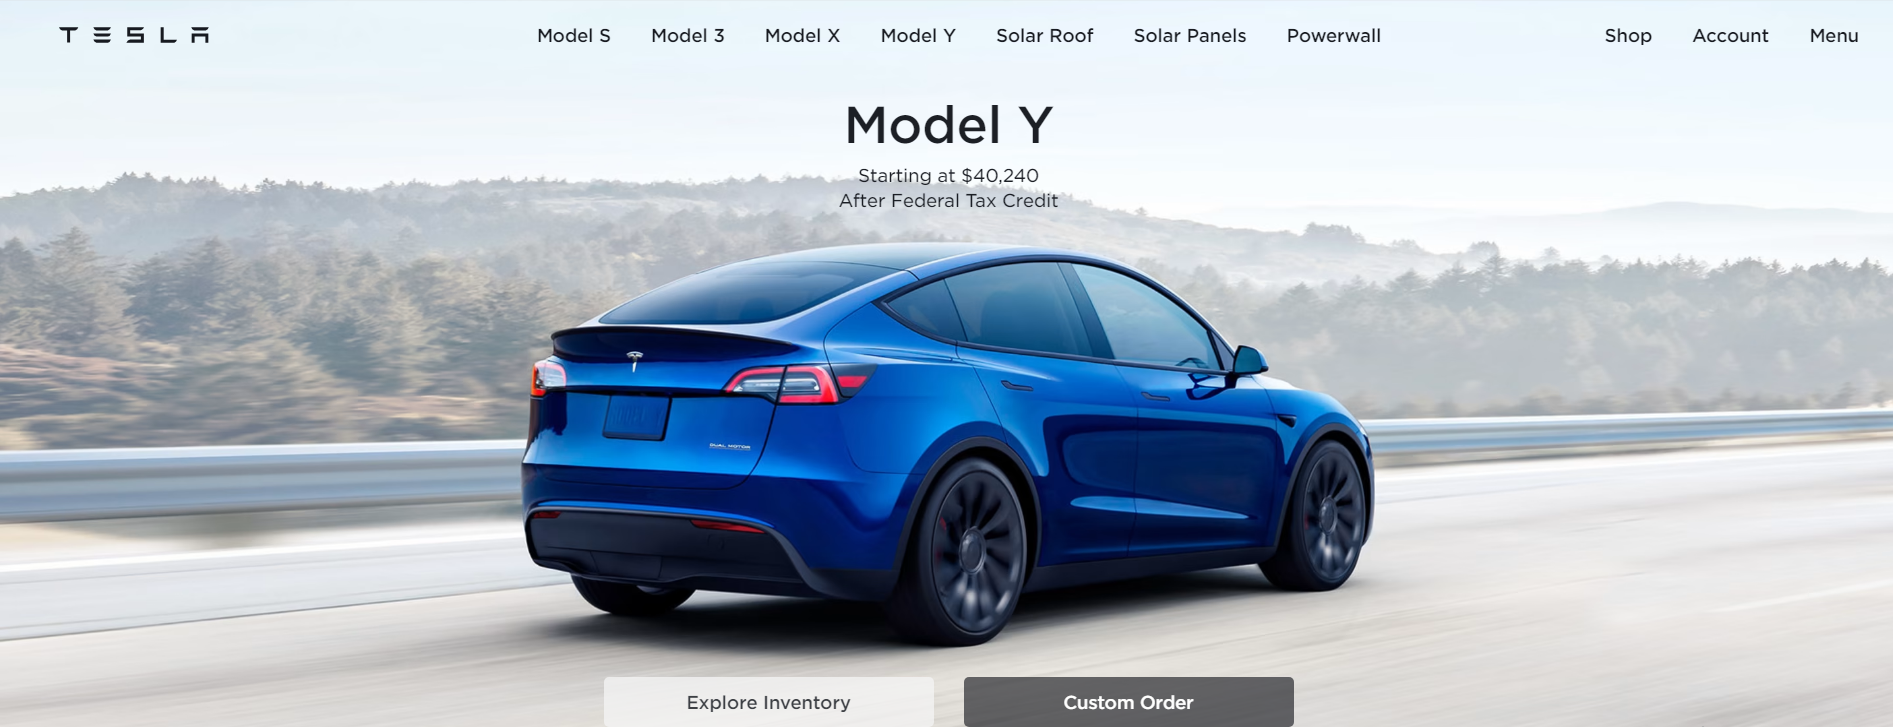 TESLA
Model S
Model 3
Model X
Model Y
Solar Roof
Solar Panels
Powerwall
Shop
Account
Menu
Model Y
Starting at $40,240
After Federal Tax Credit
DUAL MOTOR
Explore Inventory
Custom Order